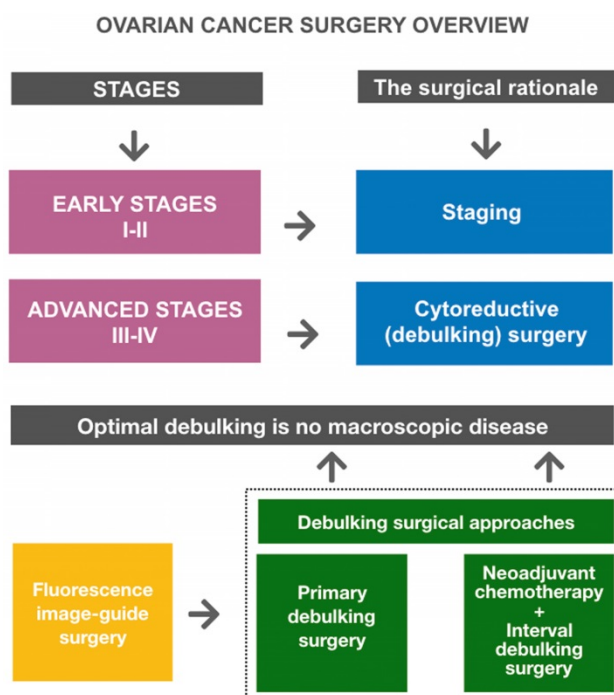 OVARIAN CANCER SURGERY OVERVIEW
STAGES
The surgical rationale
EARLY STAGES
I-II
Staging
ADVANCED STAGES
III-IV
Cytoreductive
(debulking) surgery
Optimal debulking is no macroscopic disease
Debulking surgical approaches
Fluorescence
image-guide
surgery
Primary
debulking
surgery
Neoadjuvant
chemotherapy
+
Interval
debulking
surgery